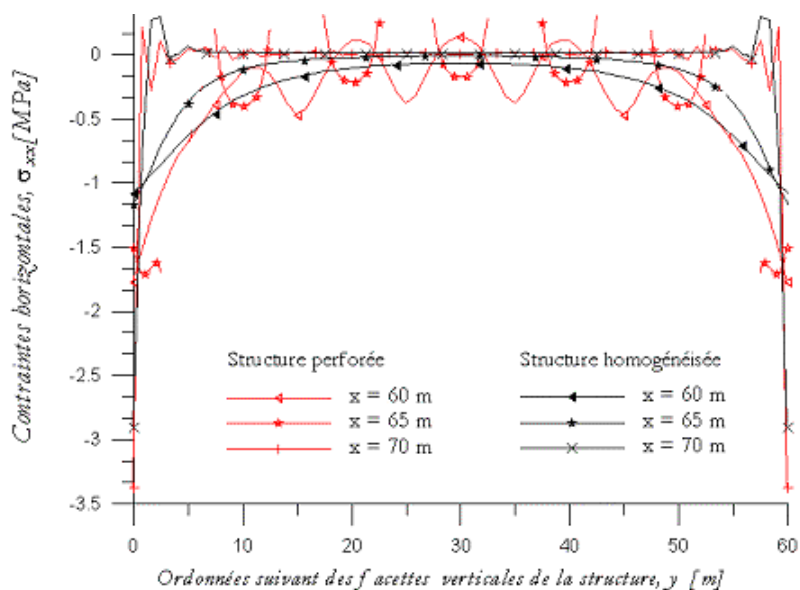 0
-0.5
-1
-1.5
-2
-2.5
-3
-3.5
Contraintes horizontales, σxx[MPa]
Structure perforée
x = 60 m
x = 65 m
x = 70 m
Structure homogénéisée
x = 60 m
x = 65 m
x = 70 m
0 10 20 30 40 50 60
Ordonnées suivant des facettes verticales de la structure, y [m]